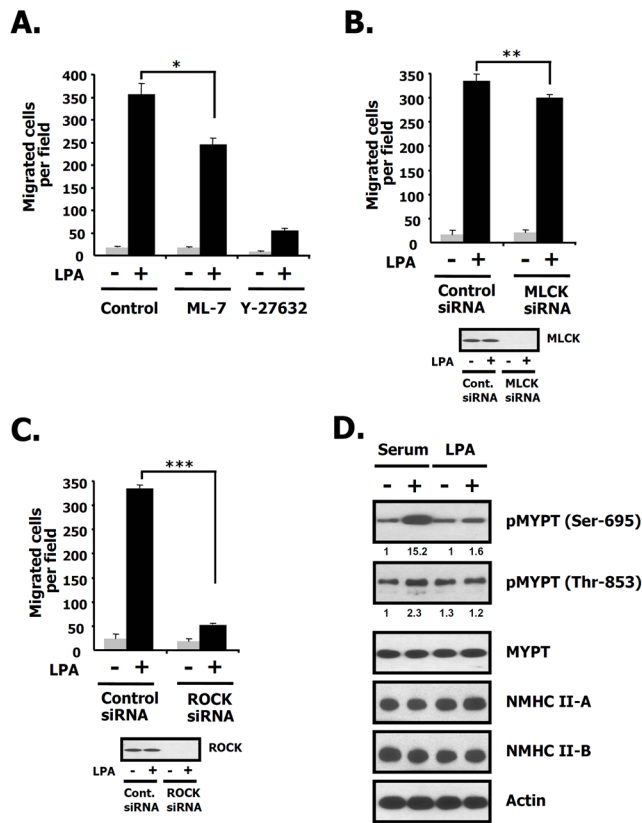 A.
*
Migrated cells
per field
400
350
300
250
200
150
100
50
0
LPA - + - + - +
Control ML-7 Y-27632
B.
**
Migrated cells
per field
350
300
250
200
150
100
50
0
LPA - + - +
Control
siRNA
MLCK
siRNA
MLCK
LPA - + - +
Cont.
siRNA
MLCK
siRNA
C.
***
Migrated cells
per field
350
300
250
200
150
100
50
0
LPA - + - +
Control
siRNA
ROCK
siRNA
ROCK
LPA - + - +
Cont.
siRNA
ROCK
siRNA
D.
Serum LPA
- + - +
pMYPT (Ser-695)
1 15.2 1 1.6
pMYPT (Thr-853)
1 2.3 1.3 1.2
MYPT
NMHC II-A
NMHC II-B
Actin